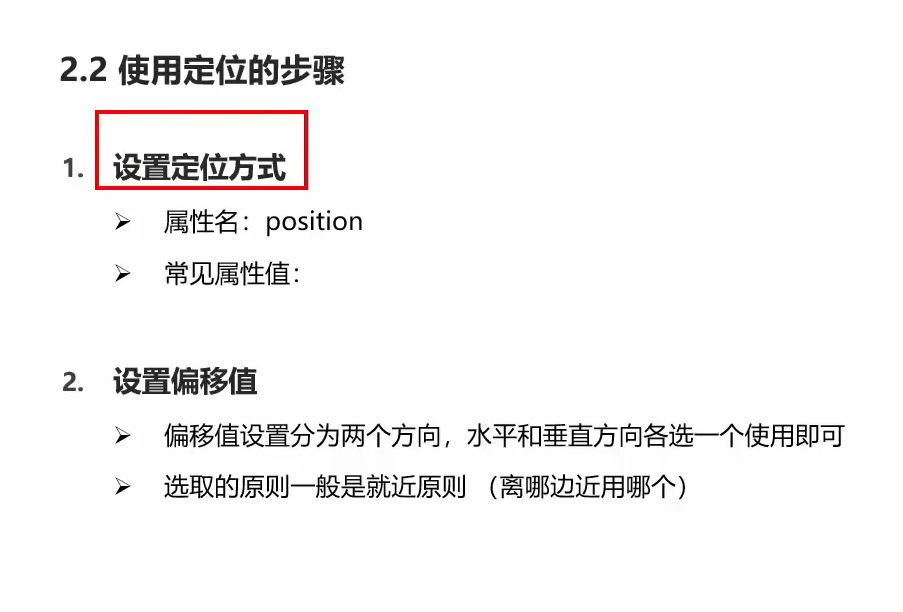 2.2 使用定位的步骤
1. 设置定位方式
➢ 属性名：position
➢ 常见属性值：
2. 设置偏移值
➢ 偏移值设置分为两个方向，水平和垂直方向各选一个使用即可
➢ 选取的原则一般是就近原则 （离哪边近用哪个）